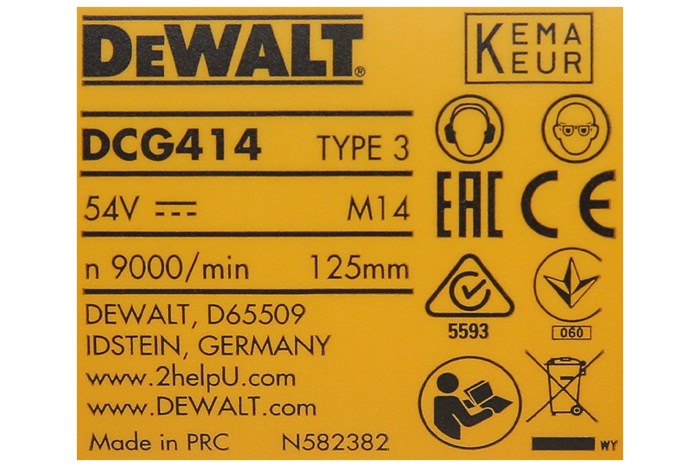 DEWALT®
KEMA
KEUR
DCG414 TYPE 3
54V M14
n 9000/min 125mm
EAC CE
DEWALT, D65509
IDSTEIN, GERMANY
www.2helpU.com
www.DEWALT.com
Made in PRC N582382
5593
060
WY